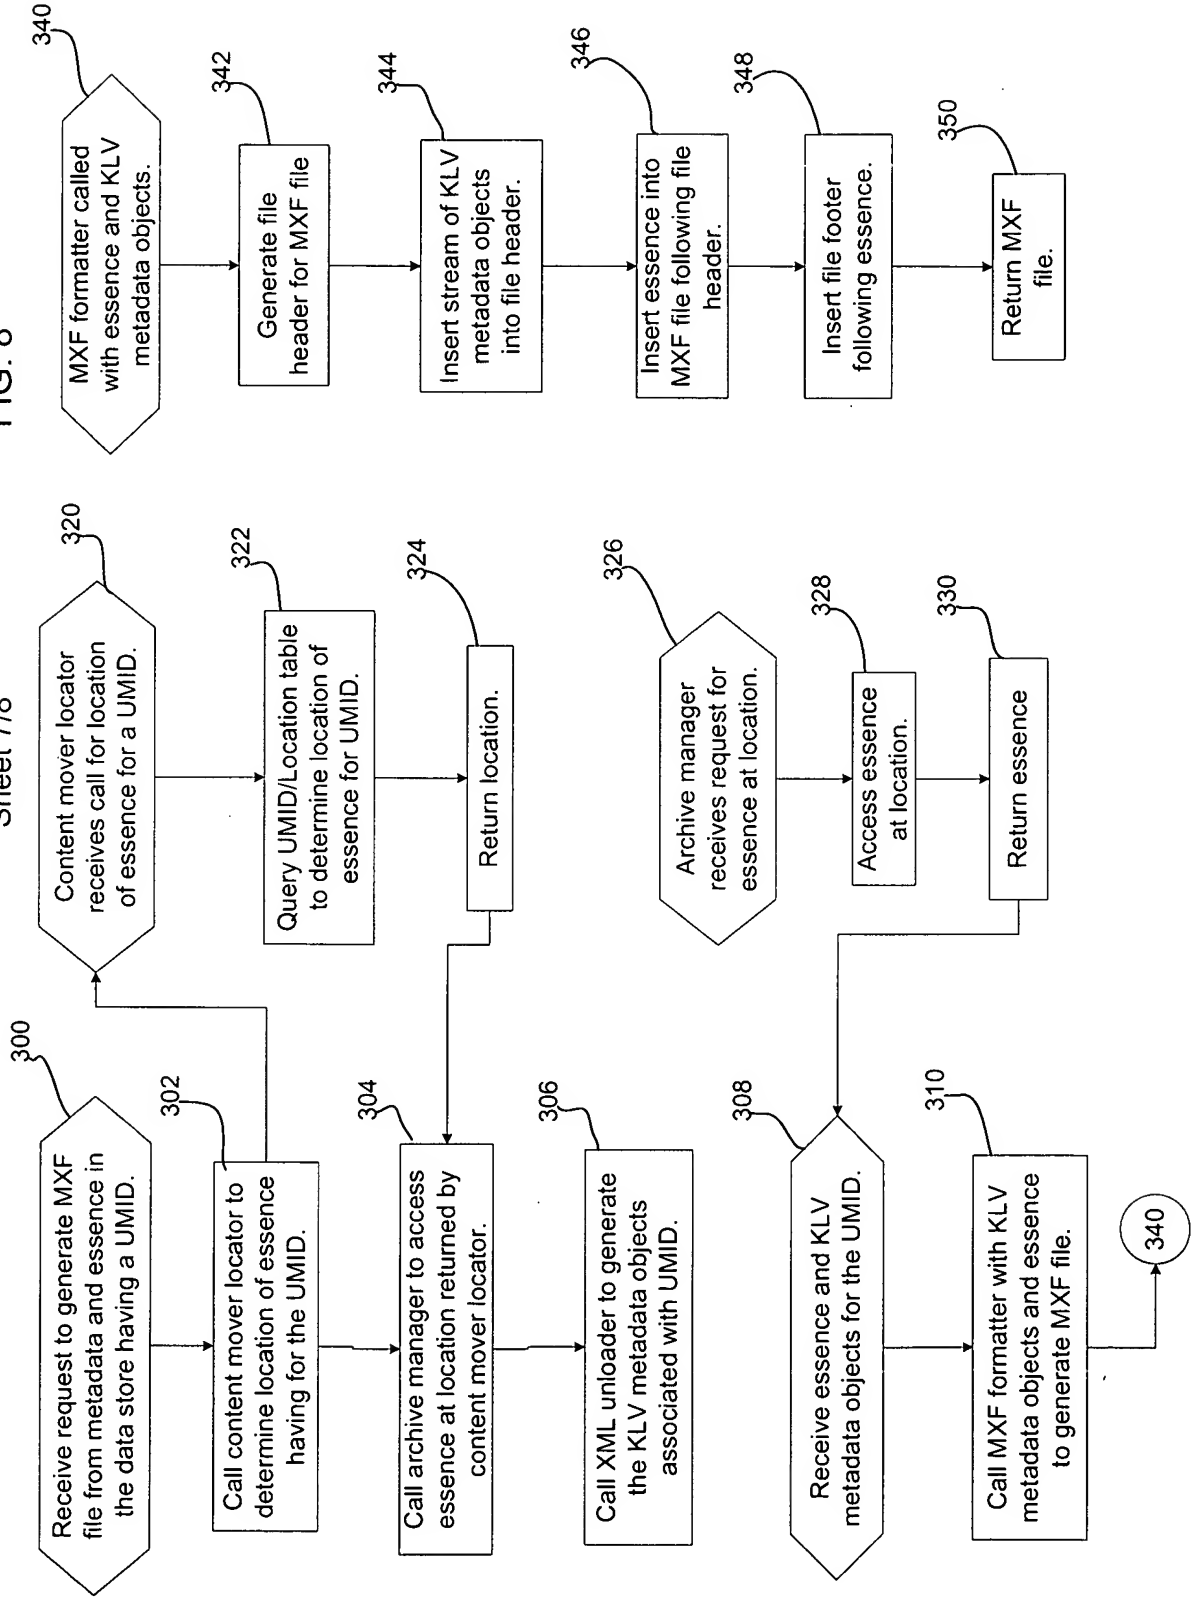 Sheet 7/8
FIG. 8
300
Receive request to generate MXF
file from metadata and essence in
the data store having a UMID.
302
Call content mover locator to
determine location of essence
having for the UMID.
304
Call archive manager to access
essence at location returned by
content mover locator.
306
Call XML unloader to generate
the KLV metadata objects
associated with UMID.
308
Receive essence and KLV
metadata objects for the UMID.
310
Call MXF formatter with KLV
metadata objects and essence
to generate MXF file.
340
320
Content mover locator
receives call for location
of essence for a UMID.
322
Query UMID/Location table
to determine location of
essence for UMID.
324
Return location.
326
Archive manager
receives request for
essence at location.
328
Access essence
at location.
330
Return essence
340
MXF formatter called
with essence and KLV
metadata objects.
342
Generate file
header for MXF file
344
Insert stream of KLV
metadata objects
into file header.
346
Insert essence into
MXF file following file
header.
348
Insert file footer
following essence.
350
Return MXF
file.